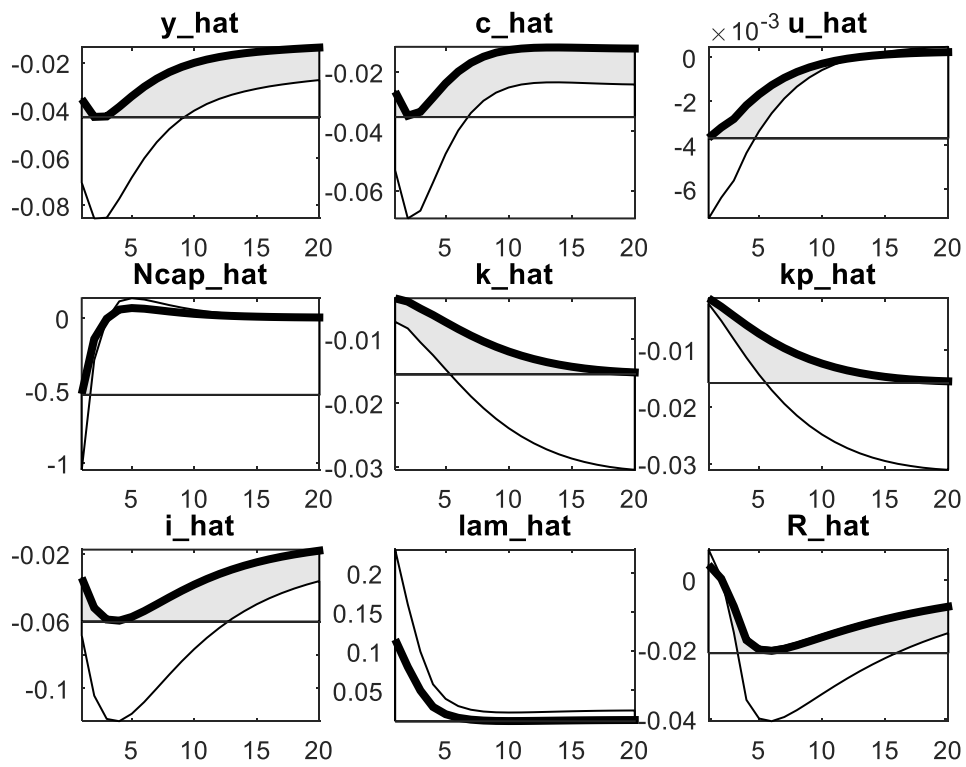 y_hat
-0.02
-0.04
-0.06
-0.08
5 10 15 20
c_hat
-0.02
-0.04
-0.06
5 10 15 20
×10⁻³ u_hat
0
-2
-4
-6
5 10 15 20
Ncap_hat
0
-0.5
-1
5 10 15 20
k_hat
-0.01
-0.02
-0.03
5 10 15 20
kp_hat
-0.01
-0.02
-0.03
5 10 15 20
i_hat
-0.02
-0.06
-0.1
5 10 15 20
lam_hat
0.2
0.15
0.1
0.05
5 10 15 20
R_hat
0
-0.02
-0.04
5 10 15 20